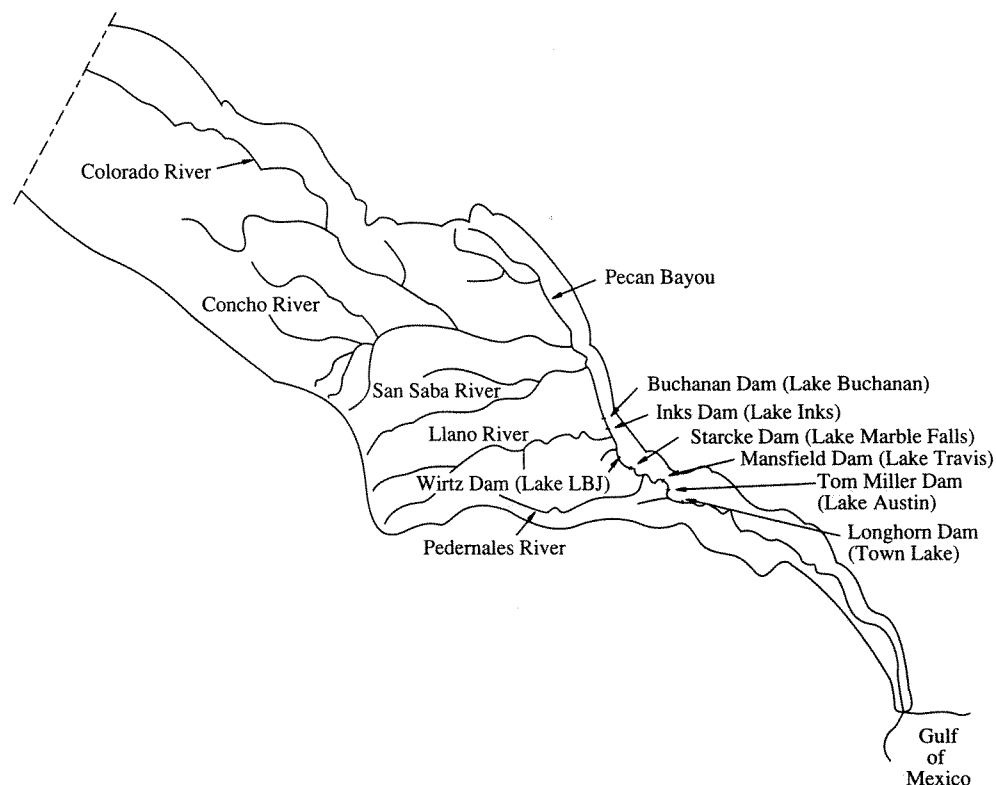 Colorado River
Pecan Bayou
Concho River
San Saba River
Buchanan Dam (Lake Buchanan)
Inks Dam (Lake Inks)
Llano River
Starcke Dam (Lake Marble Falls)
Mansfield Dam (Lake Travis)
Wirtz Dam (Lake LBJ)
Tom Miller Dam
(Lake Austin)
Longhorn Dam
(Town Lake)
Pedernales River
Gulf
of
Mexico